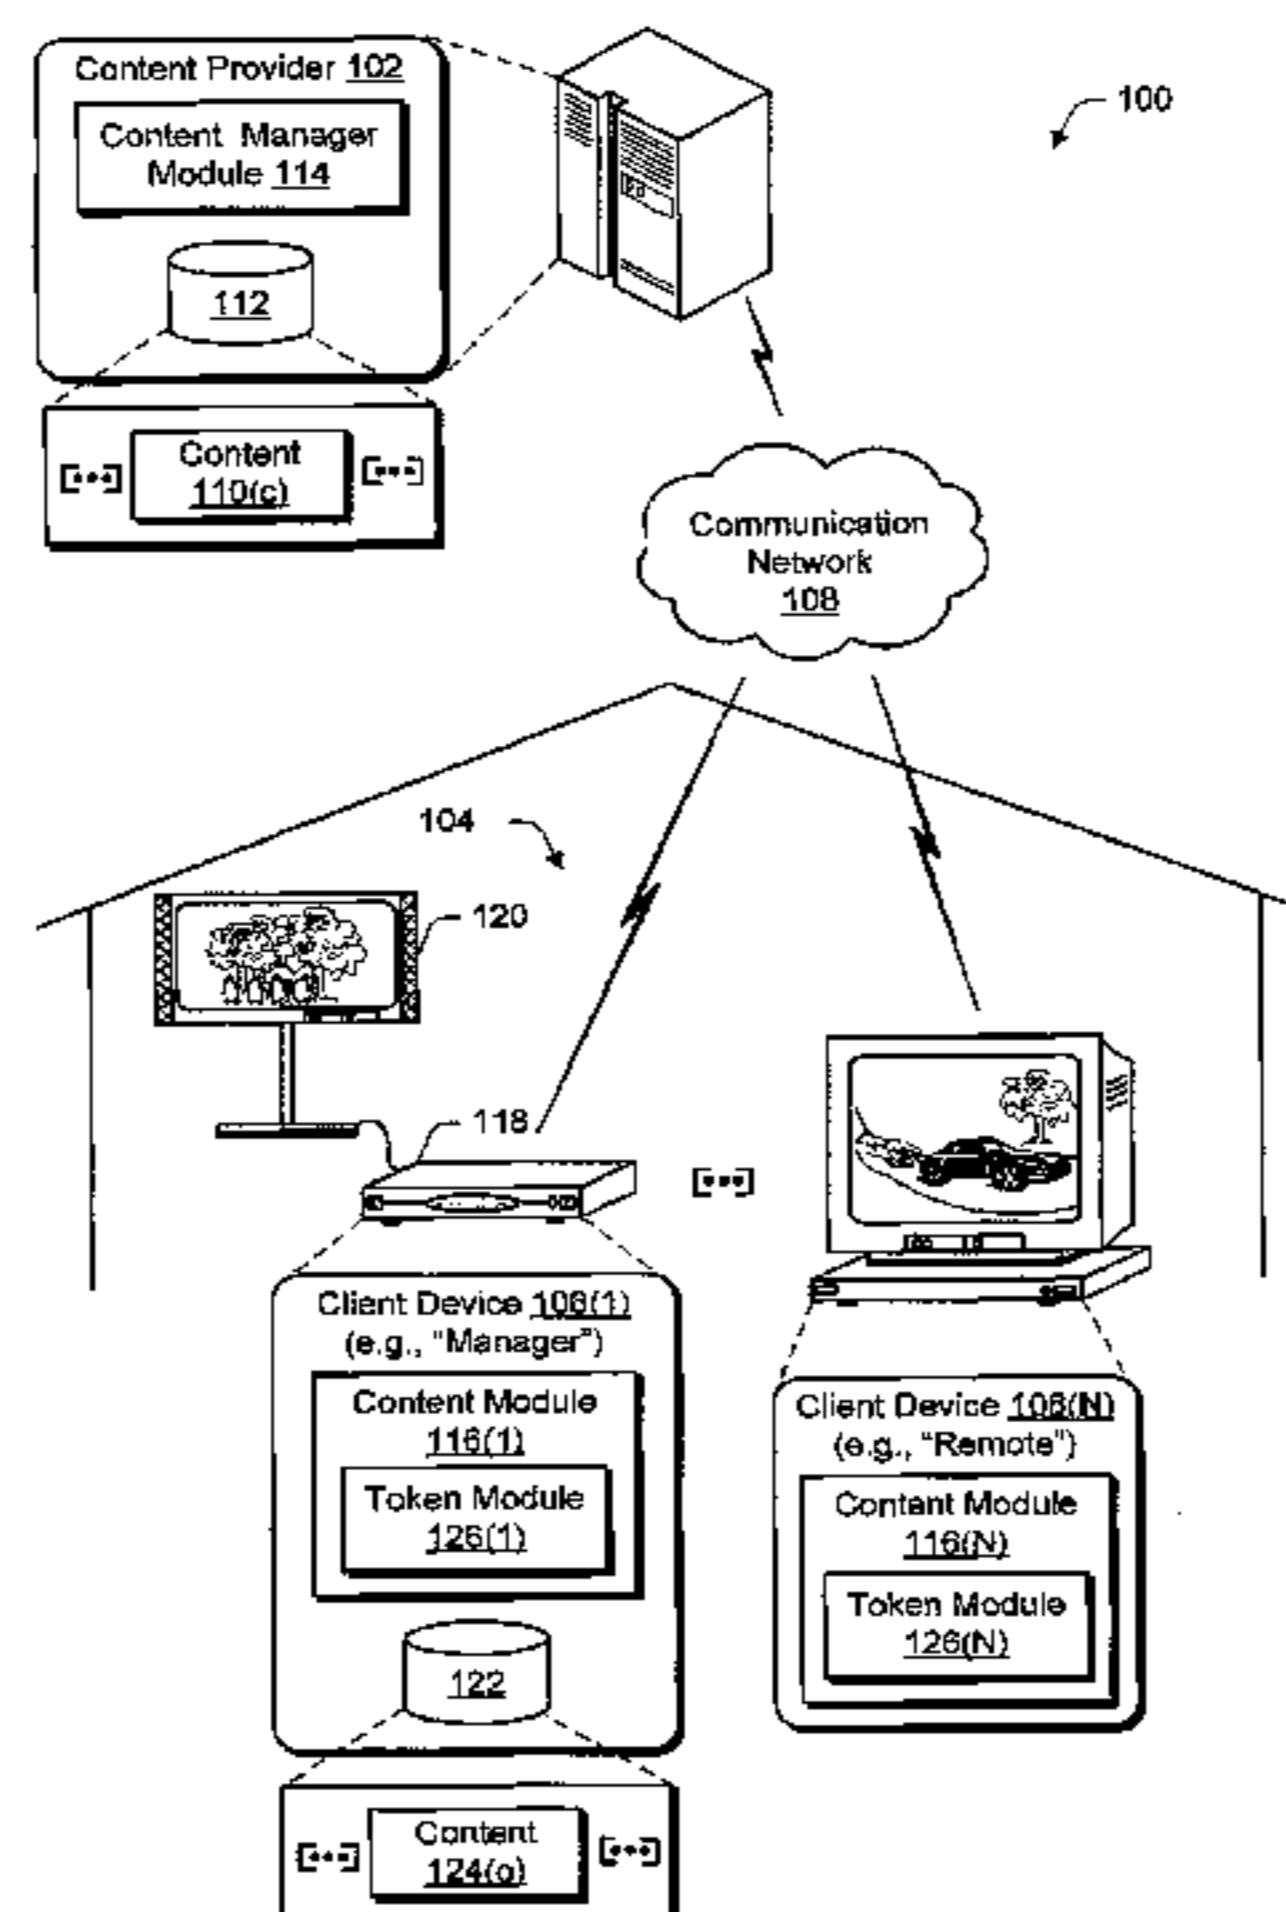 Content Provider 102
Content Manager
Module 114
112
Content
110(c)
100
Communication
Network
108
104
120
118
Client Device 106(1)
(e.g., "Manager")
Content Module
116(1)
Token Module
126(1)
122
Content
124(o)
Client Device 106(N)
(e.g., "Remote")
Content Module
116(N)
Token Module
126(N)